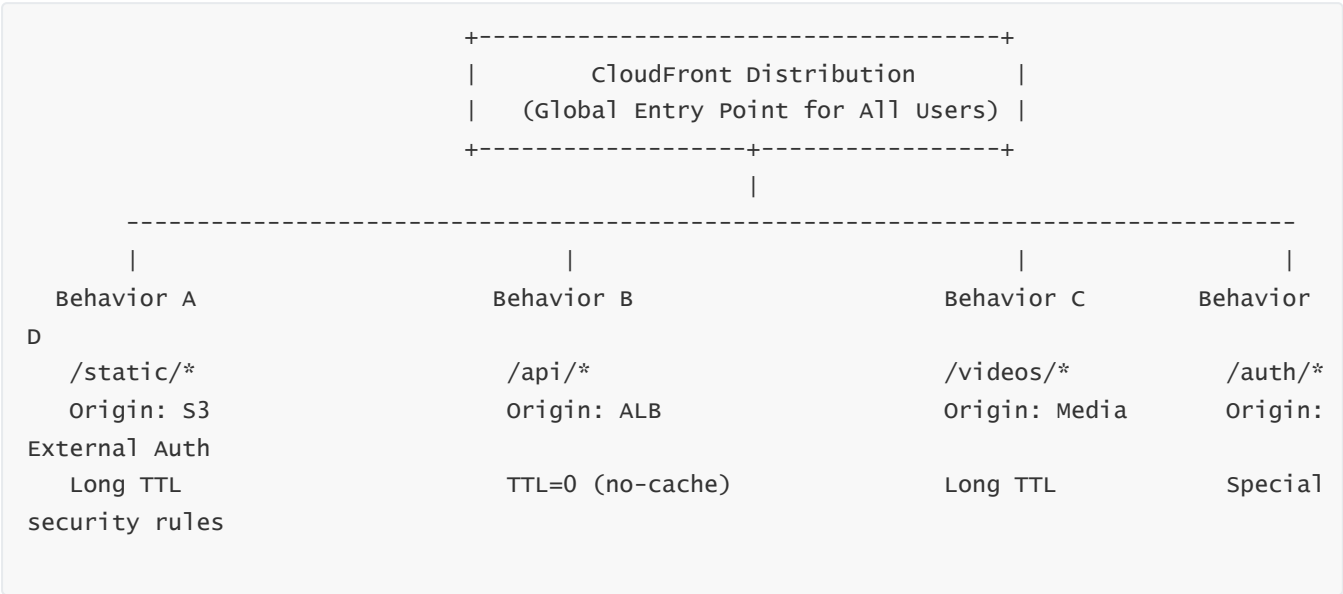 +-------------------------------------+
|        CloudFront Distribution       |
|   (Global Entry Point for All Users) |
+-------------------+-----------------+
|
-----------------------------------------------------------------------------------
|                              |                                |                  |
Behavior A                     Behavior B                      Behavior C        Behavior
D
/static/*                      /api/*                          /videos/*          /auth/*
Origin: S3                     Origin: ALB                     Origin: Media      Origin:
External Auth
Long TTL                       TTL=0 (no-cache)                Long TTL           Special
security rules